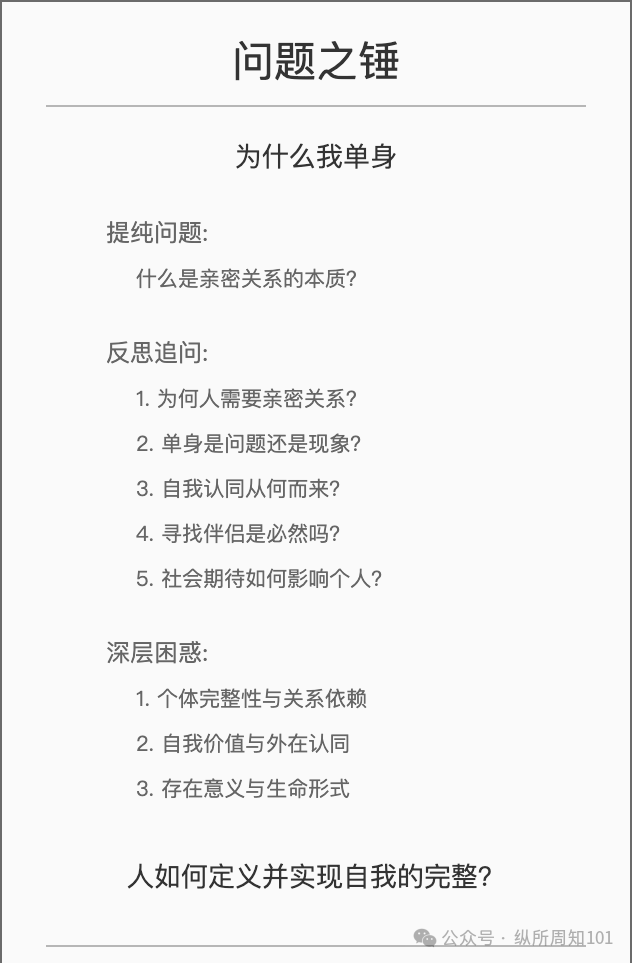 问题之锤
为什么我单身
提纯问题:
什么是亲密关系的本质?
反思追问:
1. 为何人需要亲密关系?
2. 单身是问题还是现象?
3. 自我认同从何而来?
4. 寻找伴侣是必然吗?
5. 社会期待如何影响个人?
深层困惑:
1. 个体完整性与关系依赖
2. 自我价值与外在认同
3. 存在意义与生命形式
人如何定义并实现自我的完整?
公众号 · 纵所周知101